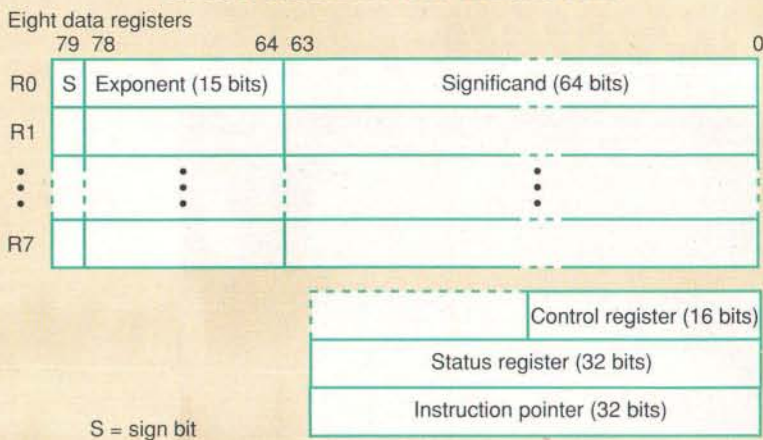 Eight data registers
79 78 64 63 0
R0 S Exponent (15 bits) Significand (64 bits)
R1
R7
Control register (16 bits)
Status register (32 bits)
Instruction pointer (32 bits)
S = sign bit